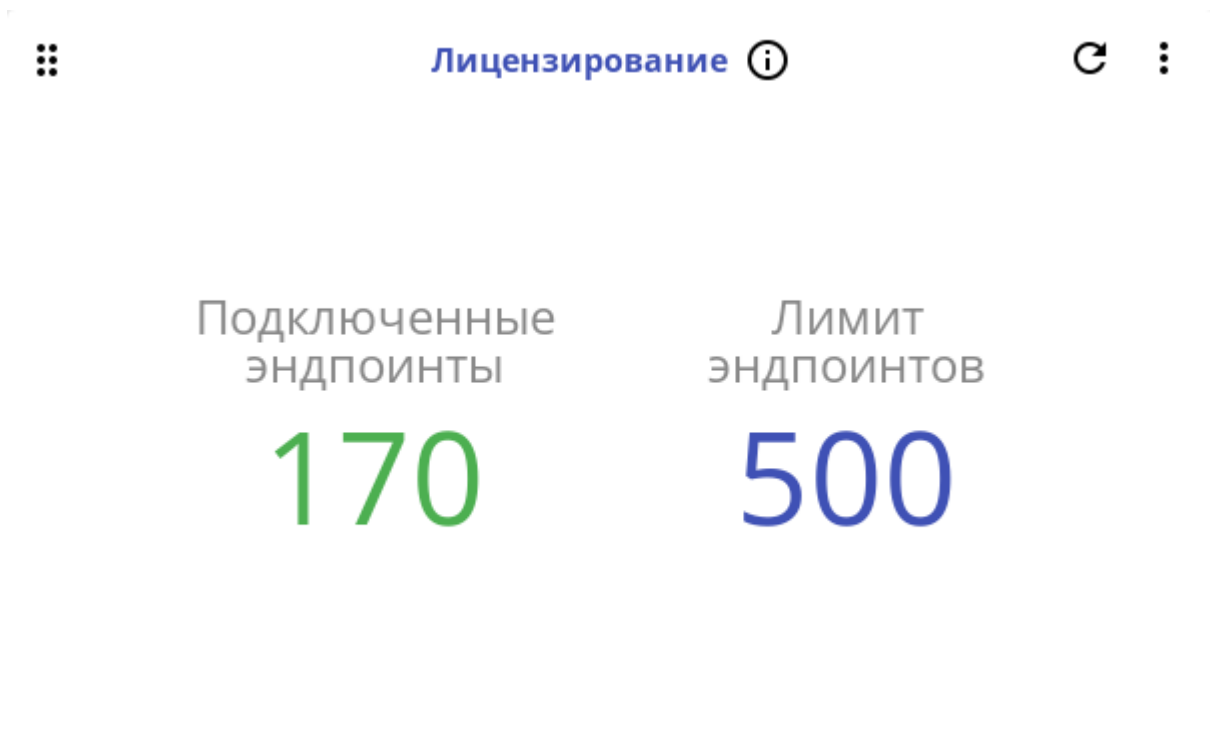 Лицензирование
Подключенные
эндпоинты
170
Лимит
эндпоинтов
500